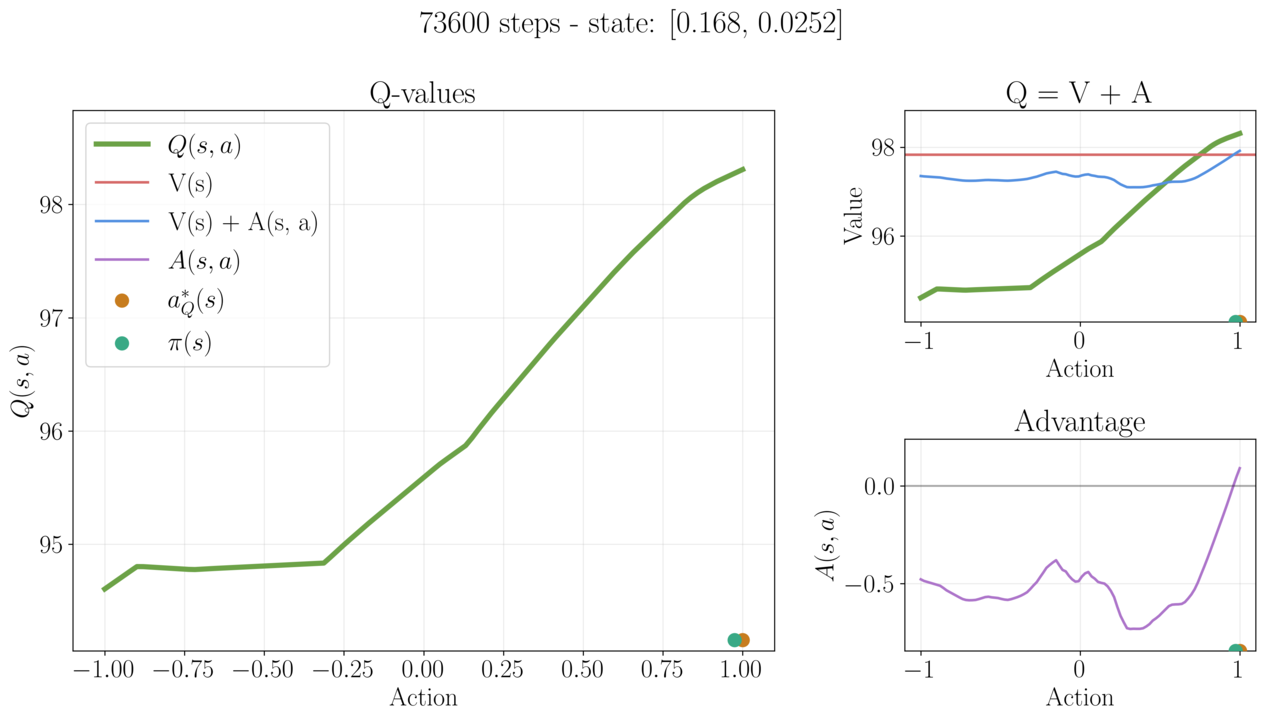 73600 steps - state: [0.168, 0.0252]
Q-values
Q(s, a)
V(s)
V(s) + A(s, a)
A(s, a)
a*Q(s)
π(s)
98
97
96
95
Q(s, a)
−1.00 −0.75 −0.50 −0.25 0.00 0.25 0.50 0.75 1.00
Action
Q = V + A
98
96
Value
−1 0 1
Action
Advantage
0.0
−0.5
A(s, a)
−1 0 1
Action